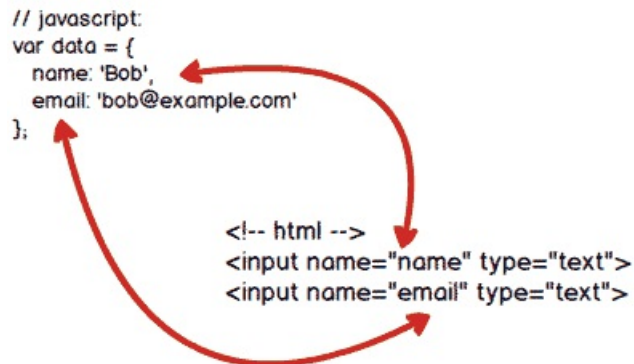 // javascript:
var data = {
name: 'Bob',
email: 'bob@example.com'
};
<!-- html -->
<input name="name" type="text">
<input name="email" type="text">